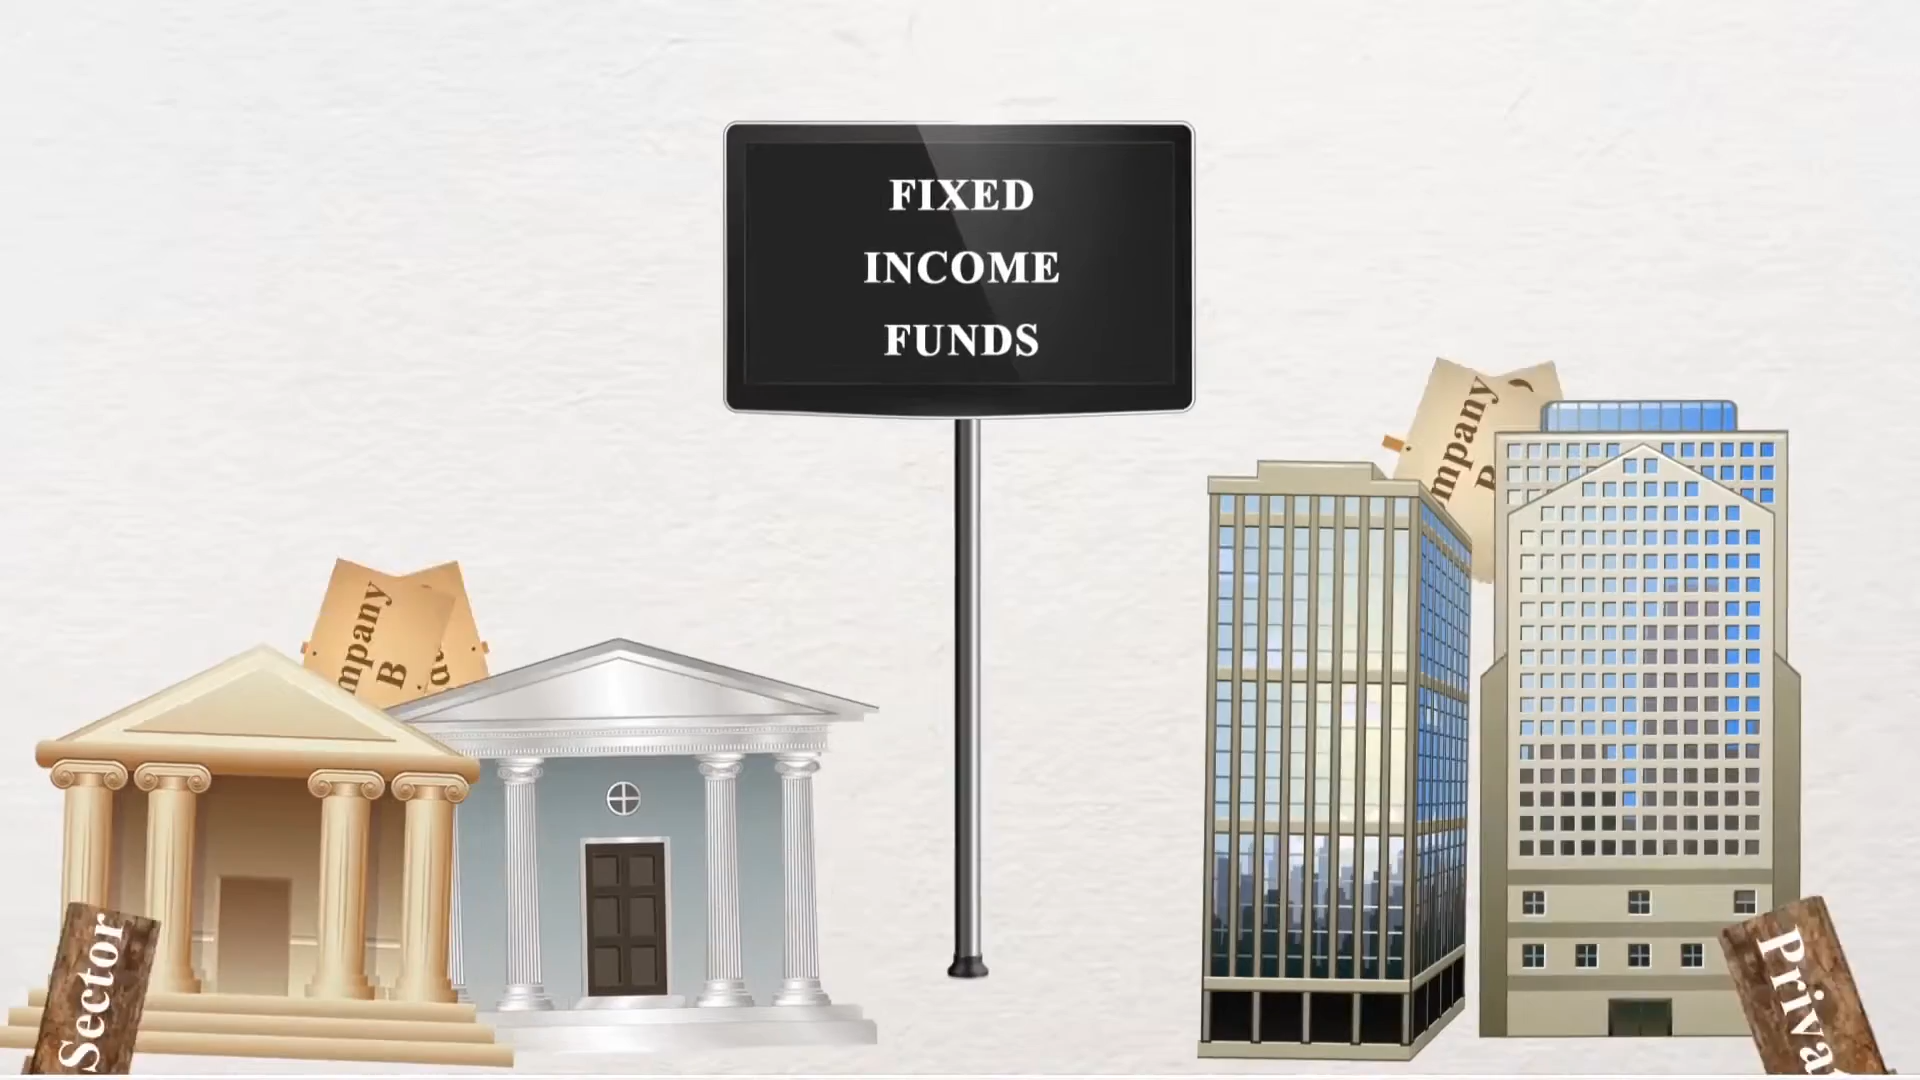 FIXED
INCOME
FUNDS
mpany
B
mpany
Sector
Priva